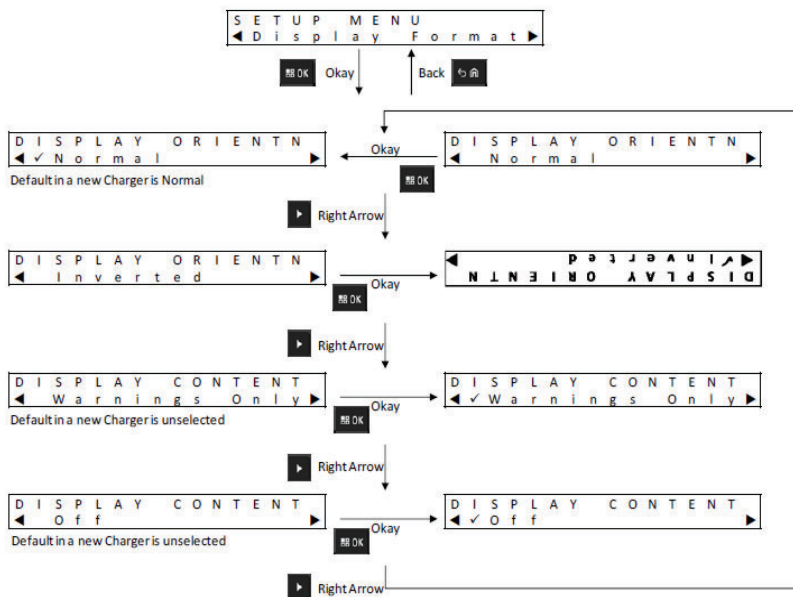 SETUP MENU
◀Display Format▶
OK Okay Back
DISPLAY ORIENTN
◀✓Normal ▶
Okay
DISPLAY ORIENTN
◀ Normal ▶
Default in a new Charger is Normal
OK
Right Arrow
DISPLAY ORIENTN
◀ Inverted ▶
Okay
OK
DISPLAY ORIENTN
◀✓Inverted ▶
Right Arrow
DISPLAY CONTENT
◀ Warnings Only▶
Okay
OK
DISPLAY CONTENT
◀✓Warnings Only▶
Default in a new Charger is unselected
Right Arrow
DISPLAY CONTENT
◀ Off ▶
Okay
OK
DISPLAY CONTENT
◀✓Off ▶
Default in a new Charger is unselected
Right Arrow